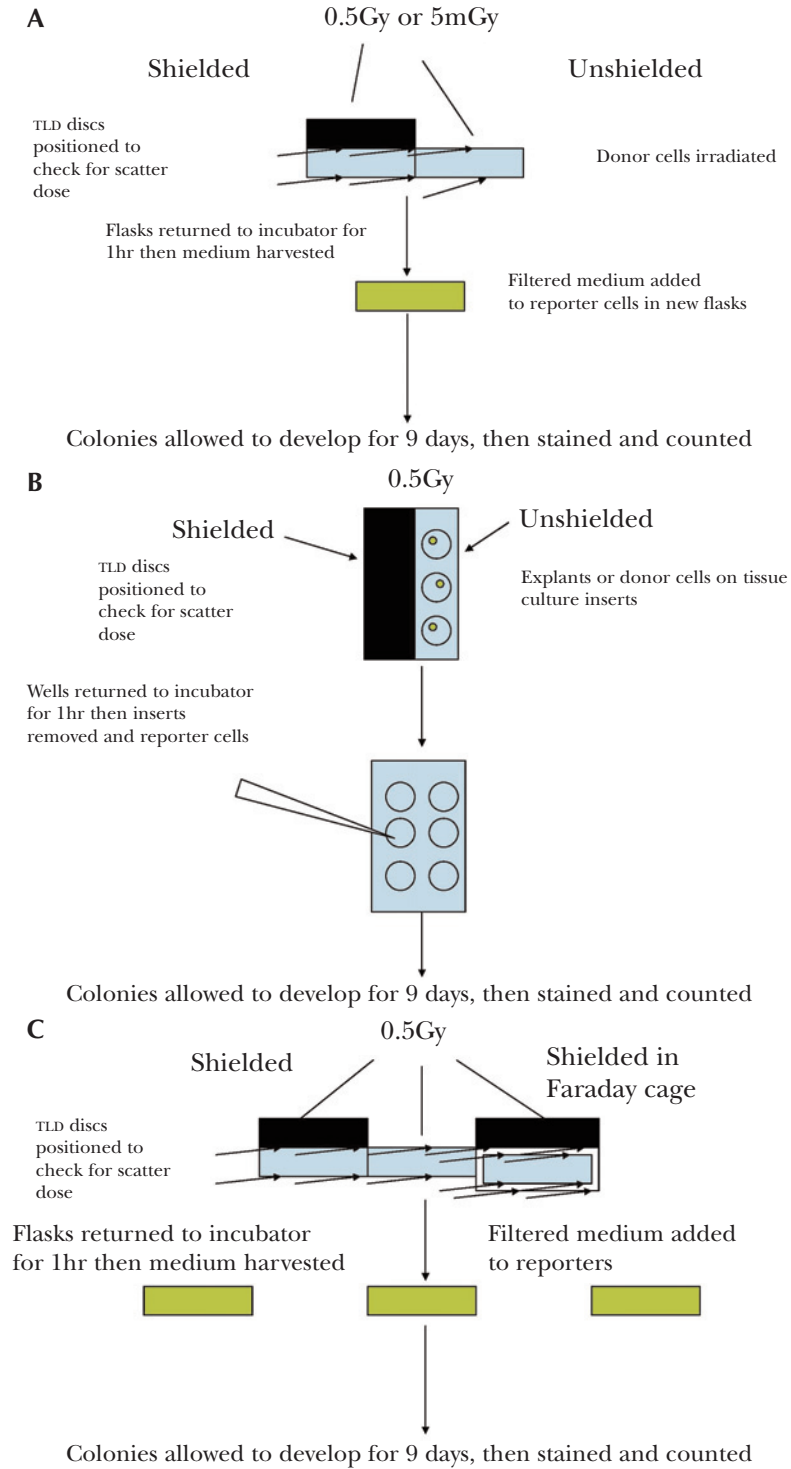 A
0.5Gy or 5mGy
Shielded
Unshielded
TLD discs
positioned to
check for scatter
dose
Donor cells irradiated
Flasks returned to incubator for
1hr then medium harvested
Filtered medium added
to reporter cells in new flasks
Colonies allowed to develop for 9 days, then stained and counted
B
0.5Gy
Shielded
Unshielded
TLD discs
positioned to
check for scatter
dose
Explants or donor cells on tissue
culture inserts
Wells returned to incubator
for 1hr then inserts
removed and reporter cells
Colonies allowed to develop for 9 days, then stained and counted
C
0.5Gy
Shielded
Shielded in
Faraday cage
TLD discs
positioned to
check for scatter
dose
Flasks returned to incubator
for 1hr then medium harvested
Filtered medium added
to reporters
Colonies allowed to develop for 9 days, then stained and counted